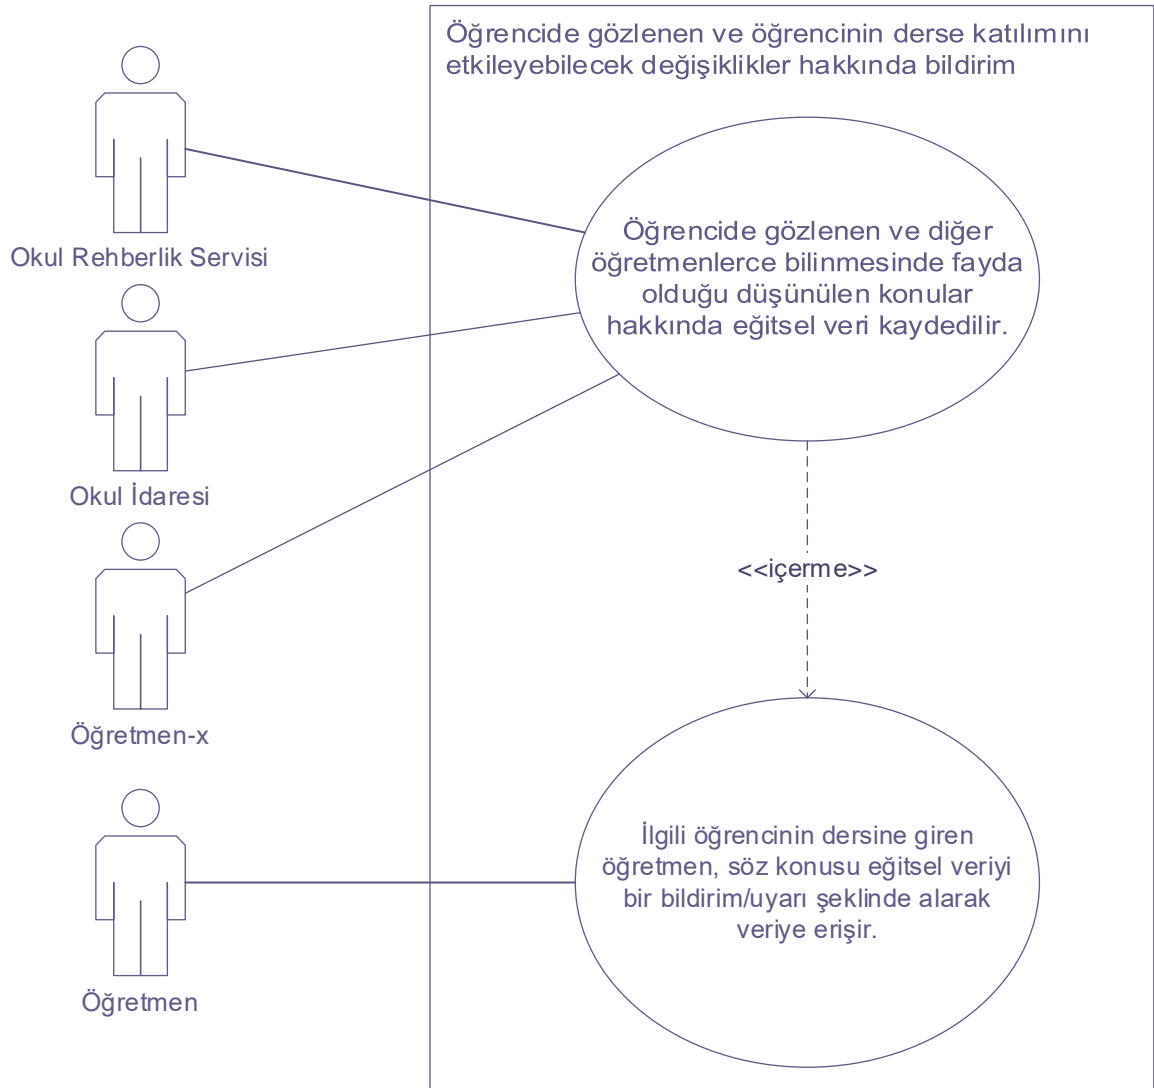 Öğrencide gözlenen ve öğrencinin derse katılımını
etkileyebilecek değişiklikler hakkında bildirim
Öğrencide gözlenen ve diğer
öğretmenlerce bilinmesinde fayda
olduğu düşünülen konular
hakkında eğitsel veri kaydedilir.
Okul Rehberlik Servisi
Okul İdaresi
<<içerme>>
Öğretmen-x
İlgili öğrencinin dersine giren
öğretmen, söz konusu eğitsel veriyi
bir bildirim/uyarı şeklinde alarak
veriye erişir.
Öğretmen